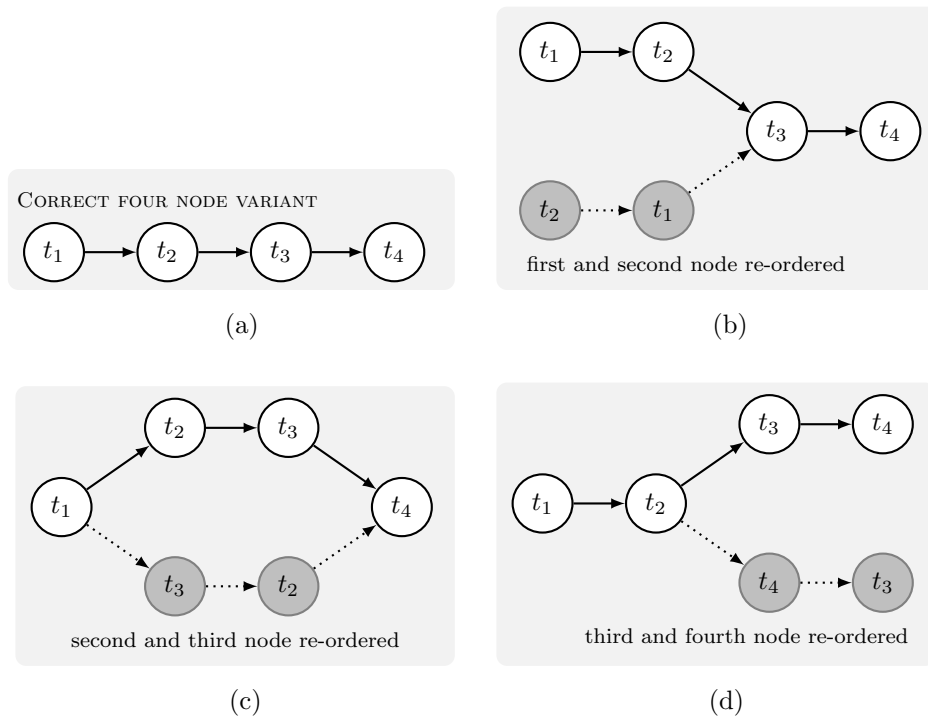 CORRECT FOUR NODE VARIANT
t₁ t₂ t₃ t₄
(a)
t₁ t₂
t₃ t₄
t₂ t₁
first and second node re-ordered
(b)
t₂ t₃
t₁ t₄
t₃ t₂
second and third node re-ordered
(c)
t₃ t₄
t₁ t₂
t₄ t₃
third and fourth node re-ordered
(d)